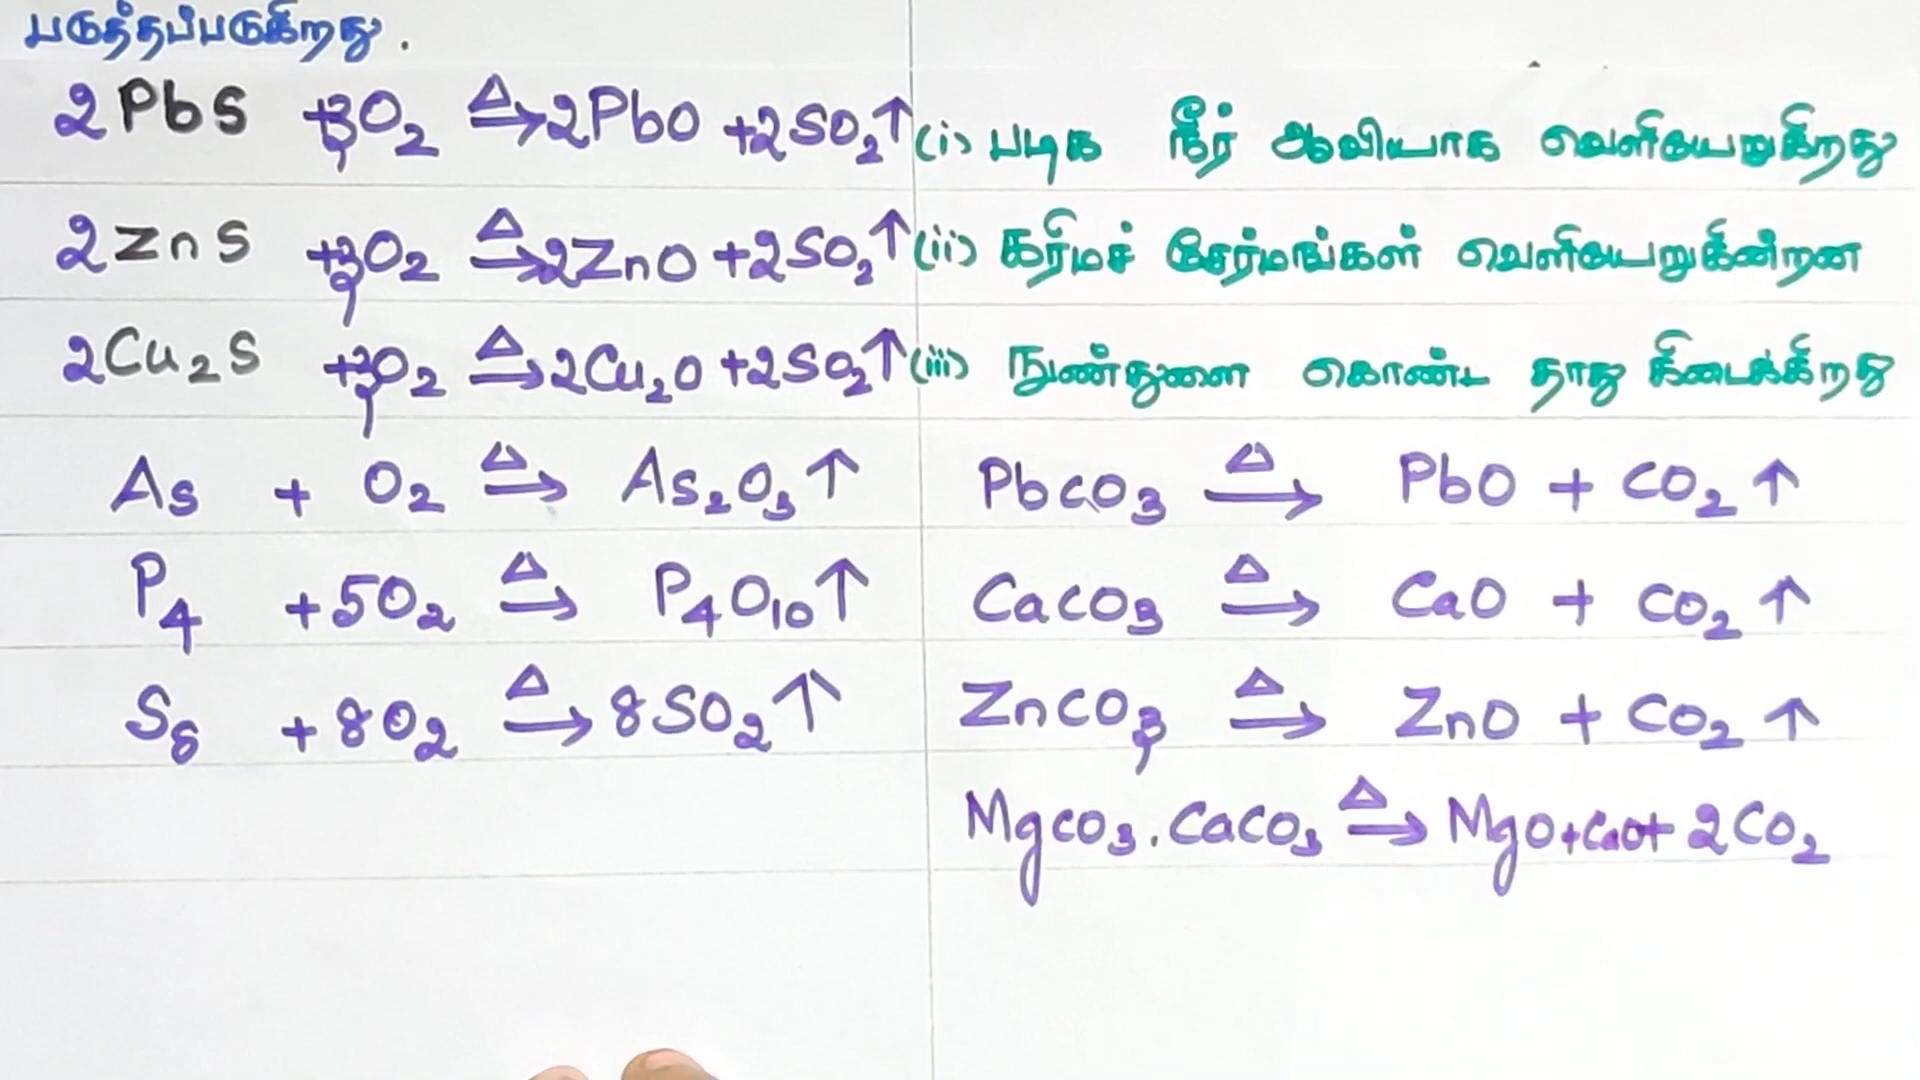 படுத்தப்படுகிறது.
2PbS +3O₂ △→ 2PbO +2SO₂↑
2ZnS +3O₂ △→ 2ZnO +2SO₂↑
2Cu₂S +3O₂ △→ 2Cu₂O +2SO₂↑
As + O₂ △→ As₂O₃↑
P₄ +5O₂ △→ P₄O₁₀↑
S₈ +8O₂ △→ 8SO₂↑
(i) படிக நீர் ஆவியாக வெளியேறுகிறது
(ii) கரிமச் சேர்மங்கள் வெளியேறுகின்றன
(iii) நுண்துளை கொண்ட தாது கிடைக்கிறது
PbCO₃ △→ PbO + CO₂↑
CaCO₃ △→ CaO + CO₂↑
ZnCO₃ △→ ZnO + CO₂↑
MgCO₃.CaCO₃ △→ MgO+CaO+ 2CO₂